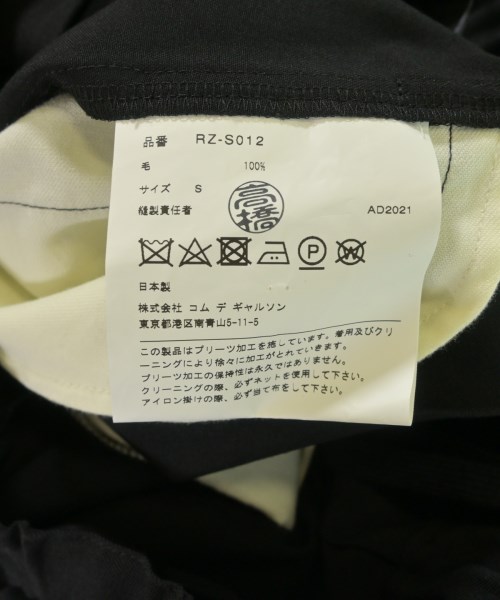 品番 RZ-S012
毛 100%
サイズ S
高橋
縫製責任者 AD2021
P W
日本製
株式会社 コム デ ギャルソン
東京都港区南青山5-11-5
この製品はプリーツ加工を施しています。着用及びクリ
ーニングにより徐々に加工がとれていきます。
プリーツ加工の保持性は永久ではありません。
クリーニングの際、必ずネットを使用して下さい。
アイロン掛けの際、必ず当て布をして下さい。